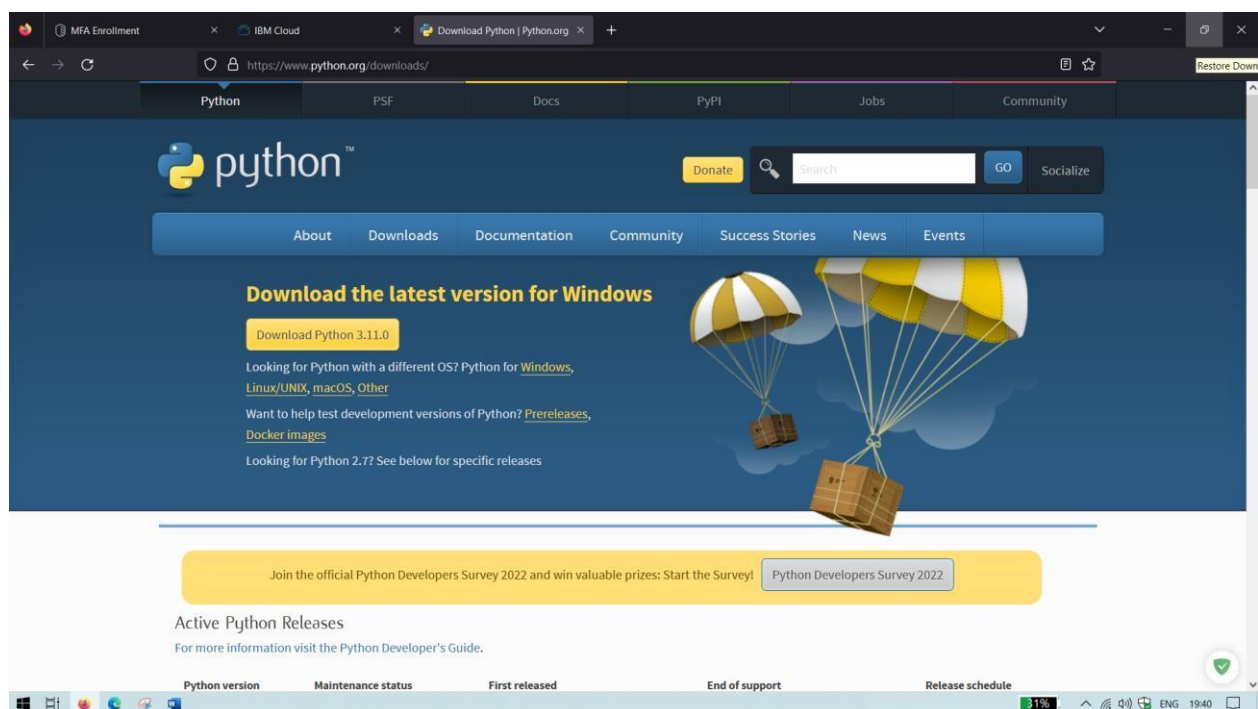 MFA Enrollment
IBM Cloud
Download Python | Python.org
https://www.python.org/downloads/
Restore Down
Python
PSF
Docs
PyPI
Jobs
Community
python™
Donate
Search
GO
Socialize
About
Downloads
Documentation
Community
Success Stories
News
Events
Download the latest version for Windows
Download Python 3.11.0
Looking for Python with a different OS? Python for Windows,
Linux/UNIX, macOS, Other
Want to help test development versions of Python? Prereleases,
Docker images
Looking for Python 2.7? See below for specific releases
Join the official Python Developers Survey 2022 and win valuable prizes: Start the Survey!
Python Developers Survey 2022
Active Python Releases
For more information visit the Python Developer's Guide.
Python version
Maintenance status
First released
End of support
Release schedule
31%
ENG
19:40